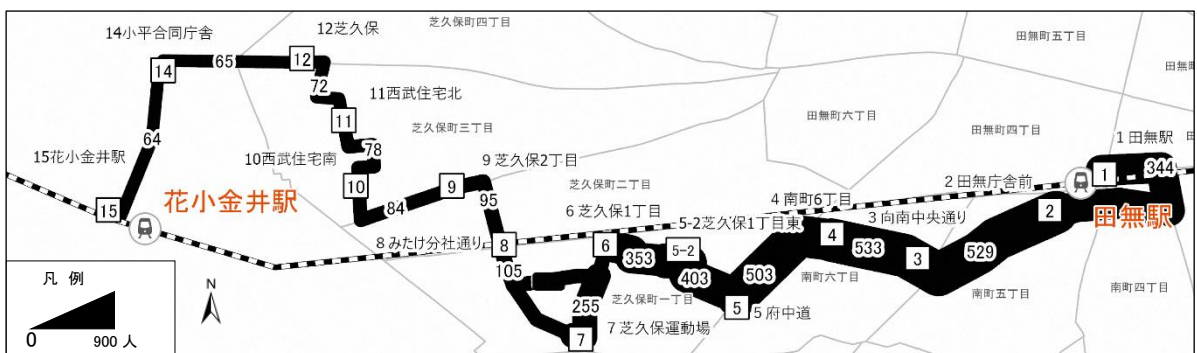 芝久保町四丁目
12芝久保
14小平合同庁舎
田無町五丁目
12
14
65
田無
72
11西武住宅北
11
芝久保町三丁目
田無町六丁目
田無町四丁目
64
1 田無駅
15花小金井駅
10西武住宅南
78
9 芝久保2丁目
344
1
10
9
芝久保町二丁目
2 田無庁舎前
花小金井駅
84
95
4 南町6丁目
15
6 芝久保1丁目
2
田無駅
5-2芝久保1丁目東
3 向南中央通り
8 みたけ分社通り
8
6
5-2
4
533
3
529
353
403
503
105
凡 例
N
255
芝久保町一丁目
南町六丁目
南町五丁目
南町四丁目
5
5 府中道
7
7 芝久保運動場
0
900 人